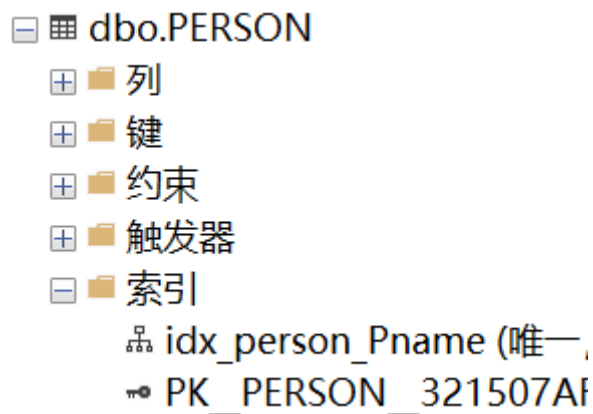 dbo.PERSON
列
键
约束
触发器
索引
idx_person_Pname (唯一,
PK__PERSON__321507AF